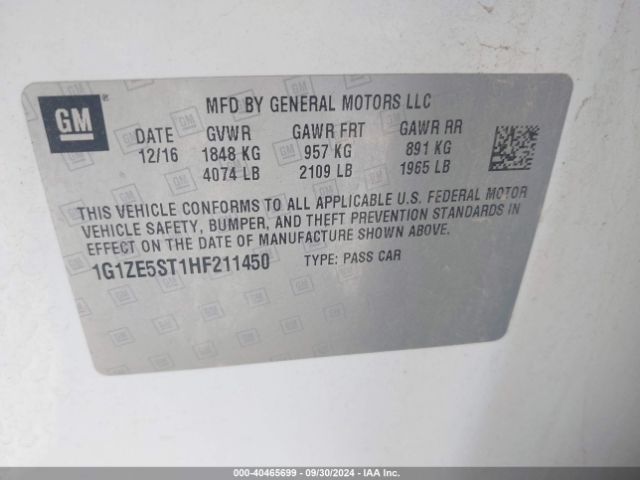 GM®
MFD BY GENERAL MOTORS LLC
DATE GVWR GAWR FRT GAWR RR
12/16 1848 KG 957 KG 891 KG
4074 LB 2109 LB 1965 LB
THIS VEHICLE CONFORMS TO ALL APPLICABLE U.S. FEDERAL MOTOR
VEHICLE SAFETY, BUMPER, AND THEFT PREVENTION STANDARDS IN
EFFECT ON THE DATE OF MANUFACTURE SHOWN ABOVE.
1G1ZE5ST1HF211450 TYPE: PASS CAR
000-40465699 - 09/30/2024 - IAA Inc.